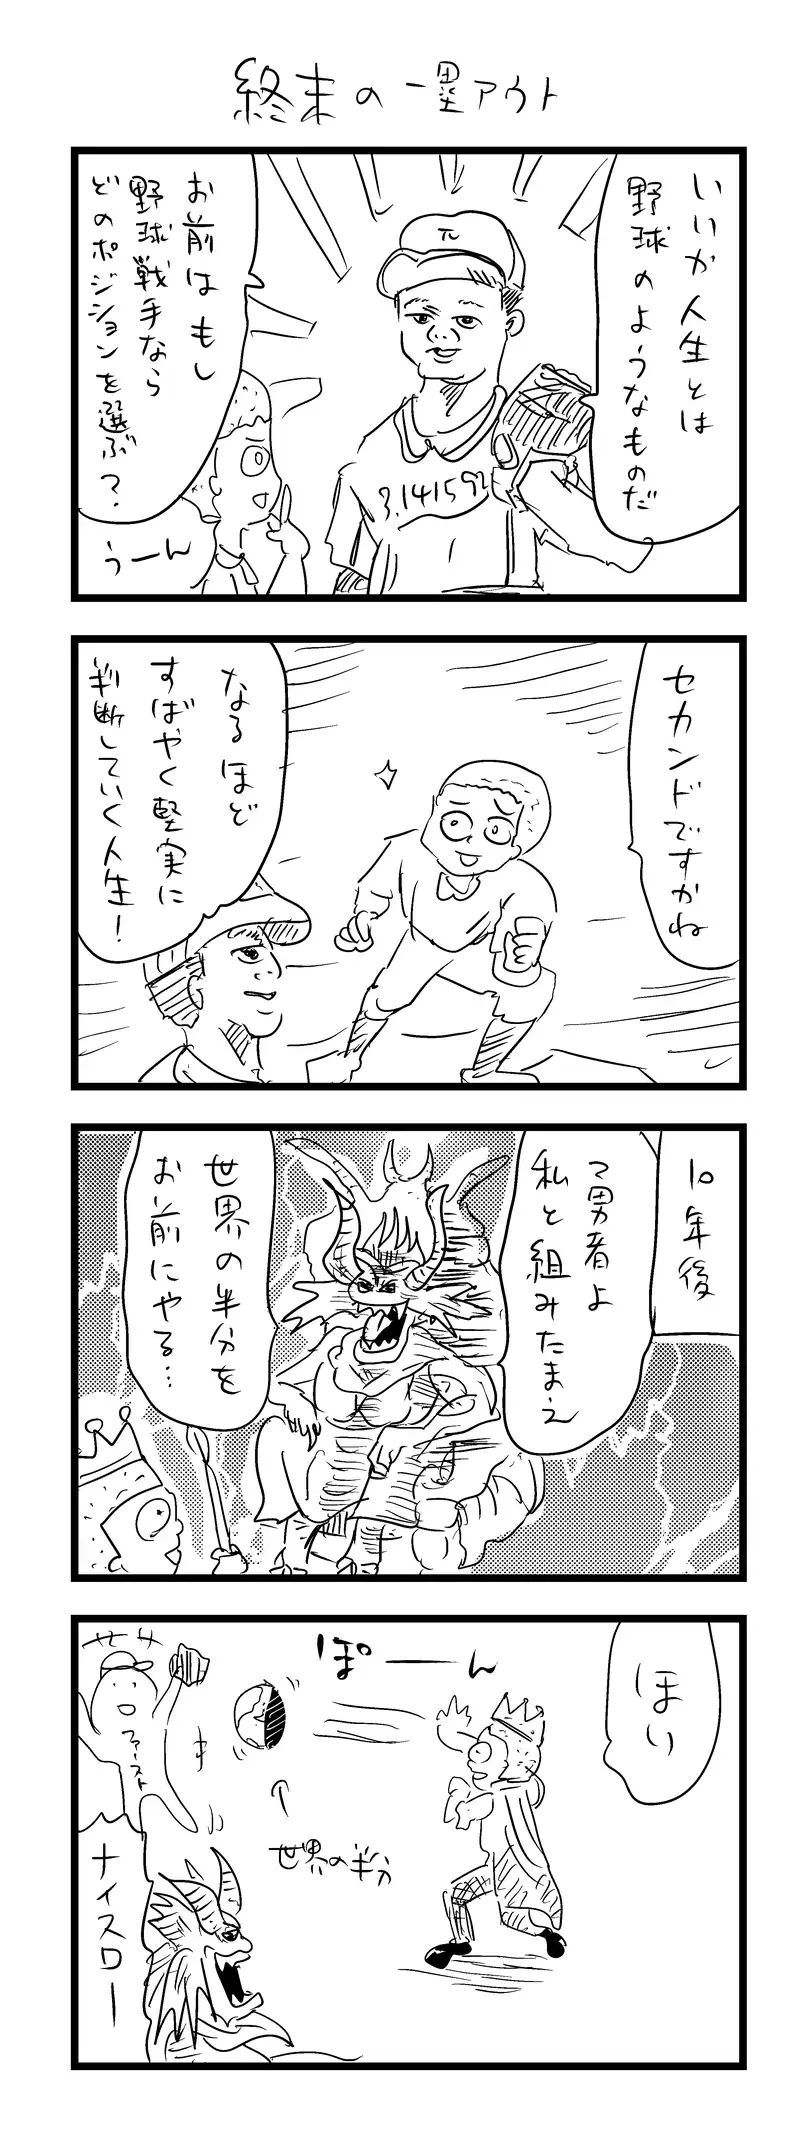 終末の一塁アウト
いいか人生とは
野球のようなものだ
お前はもし
野球戦手なら
どのポジションを選ぶ?
π
3.141592
うーん
セカンドですかね
なるほど
すばやく堅実に
判断していく人生!
10年後
勇者よ
私と組みたまえ
世界の半分を
お前にやる…
ほい
ぽーん
世界の半分
ファースト
ナイスロー